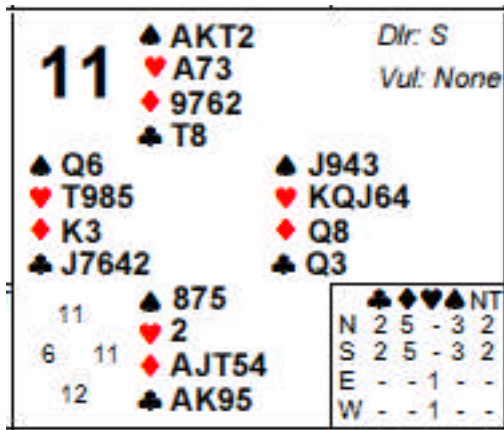 11
Dlr: S
Vul: None
♠ AKT2
♥ A73
♦ 9762
♣ T8
♠ Q6
♥ T985
♦ K3
♣ J7642
♠ J943
♥ KQJ64
♦ Q8
♣ Q3
♠ 875
♥ 2
♦ AJT54
♣ AK95
11
6 11
12
♣ ♦ ♥ ♠ NT
N 2 5 - 3 2
S 2 5 - 3 2
E - - 1 - -
W - - 1 - -